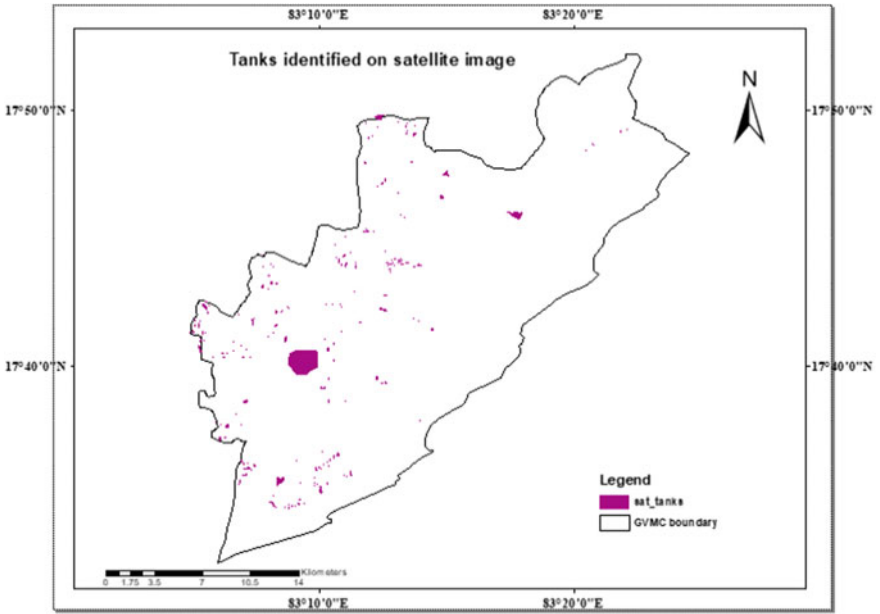 83°10'0"E 83°20'0"E
Tanks identified on satellite image
N
17°50'0"N 17°50'0"N
17°40'0"N 17°40'0"N
Legend
sat_tanks
GVMC boundary
Kilometers
0 1.75 3.5 7 10.5 14
83°10'0"E 83°20'0"E